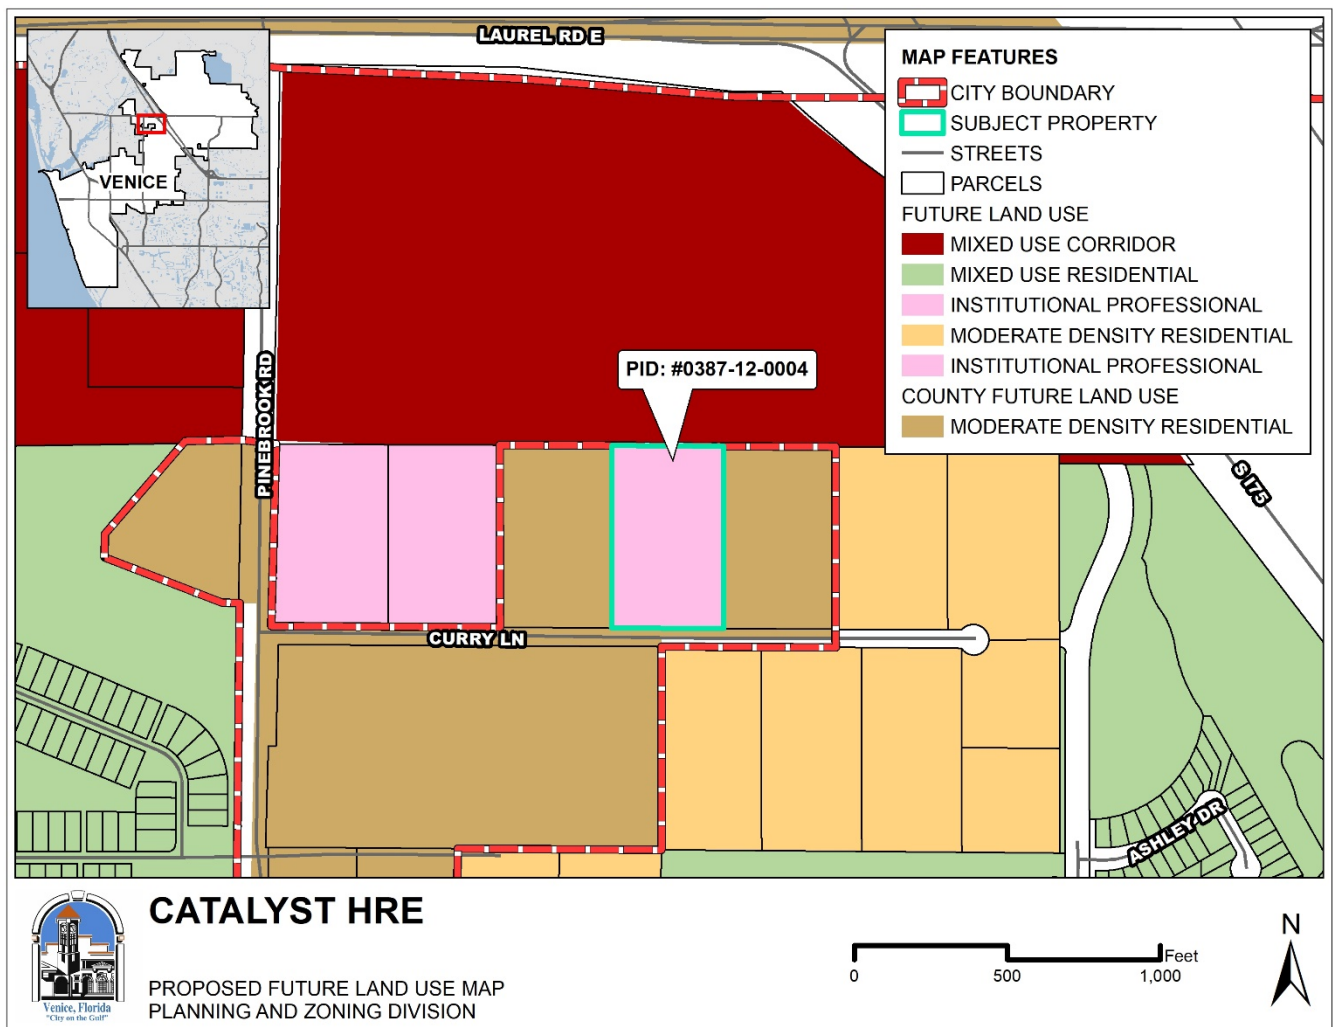 LAUREL RD E
VENICE
MAP FEATURES
CITY BOUNDARY
SUBJECT PROPERTY
STREETS
PARCELS
FUTURE LAND USE
MIXED USE CORRIDOR
MIXED USE RESIDENTIAL
INSTITUTIONAL PROFESSIONAL
MODERATE DENSITY RESIDENTIAL
INSTITUTIONAL PROFESSIONAL
COUNTY FUTURE LAND USE
MODERATE DENSITY RESIDENTIAL
PID: #0387-12-0004
PINEBROOK RD
S I75
CURRY LN
ASHLEY DR
CATALYST HRE
PROPOSED FUTURE LAND USE MAP
PLANNING AND ZONING DIVISION
Venice, Florida
"City on the Gulf"
Feet
0 500 1,000
N